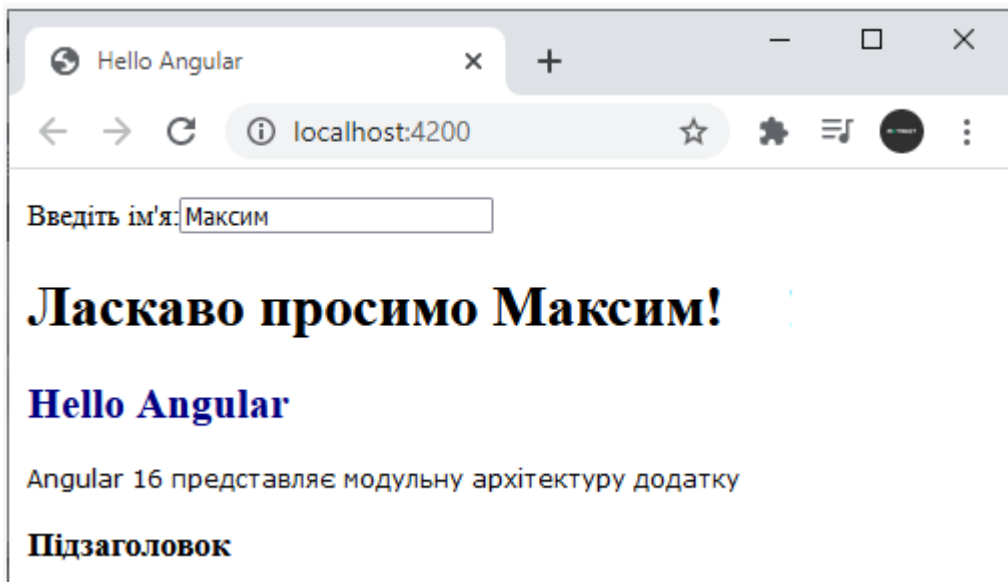 Hello Angular
localhost:4200
Введіть ім'я: Максим
Ласкаво просимо Максим!
Hello Angular
Angular 16 представляє модульну архітектуру додатку
Підзаголовок